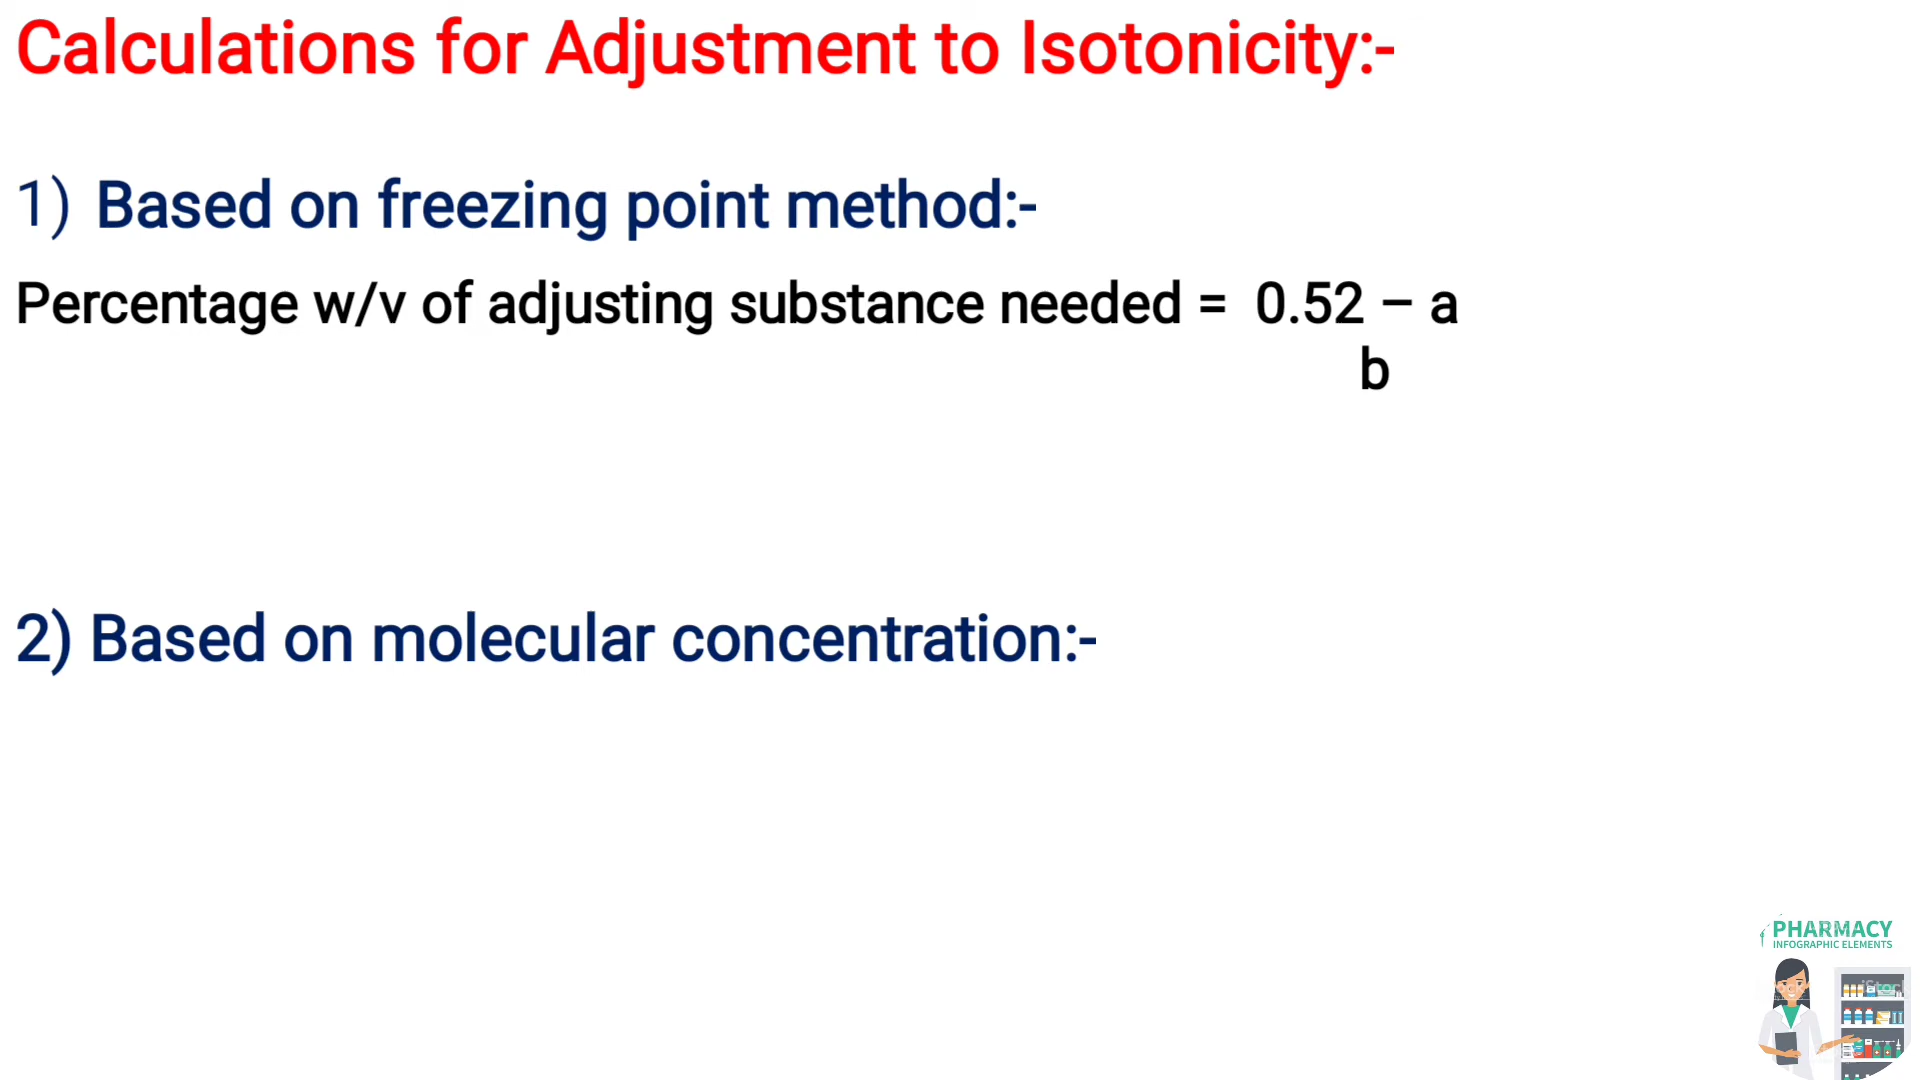 Calculations for Adjustment to Isotonicity:-
1) Based on freezing point method:-
Percentage w/v of adjusting substance needed = 0.52 – a
b
2) Based on molecular concentration:-
PHARMACY
INFOGRAPHIC ELEMENTS
iStock